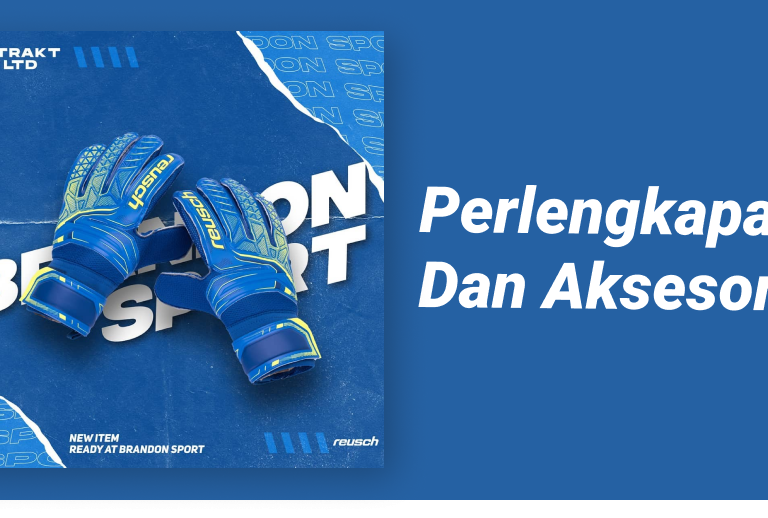 TRAKT
LTD
DON SPO
reusch
reusch
BRANDON
SPORT
NEW ITEM
READY AT BRANDON SPORT
reusch
Perlengkapa
Dan Aksesor